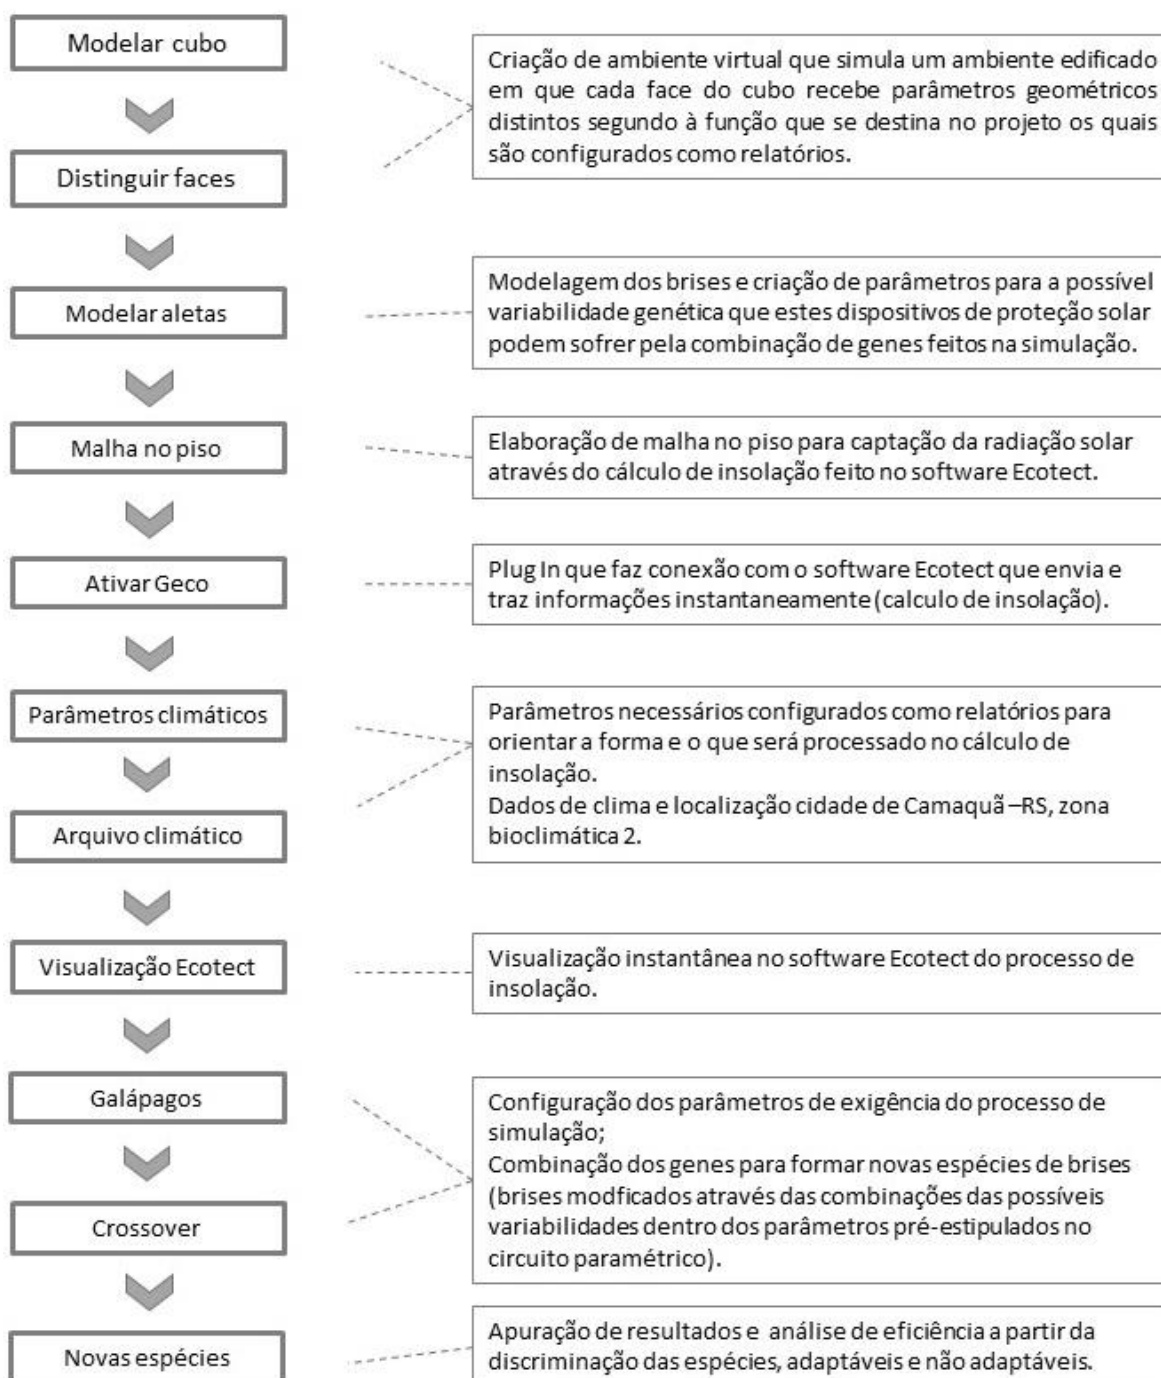 Modelar cubo
Criação de ambiente virtual que simula um ambiente edificado
em que cada face do cubo recebe parâmetros geométricos
distintos segundo à função que se destina no projeto os quais
são configurados como relatórios.
Distinguir faces
Modelar aletas
Modelagem dos brises e criação de parâmetros para a possível
variabilidade genética que estes dispositivos de proteção solar
podem sofrer pela combinação de genes feitos na simulação.
Malha no piso
Elaboração de malha no piso para captação da radiação solar
através do cálculo de insolação feito no software Ecotect.
Ativar Geco
Plug In que faz conexão com o software Ecotect que envia e
traz informações instantaneamente (calculo de insolação).
Parâmetros climáticos
Parâmetros necessários configurados como relatórios para
orientar a forma e o que será processado no cálculo de
insolação.
Dados de clima e localização cidade de Camaquã –RS, zona
bioclimática 2.
Arquivo climático
Visualização Ecotect
Visualização instantânea no software Ecotect do processo de
insolação.
Galápagos
Configuração dos parâmetros de exigência do processo de
simulação;
Combinação dos genes para formar novas espécies de brises
(brises modficados através das combinações das possíveis
variabilidades dentro dos parâmetros pré-estipulados no
circuito paramétrico).
Crossover
Novas espécies
Apuração de resultados e análise de eficiência a partir da
discriminação das espécies, adaptáveis e não adaptáveis.